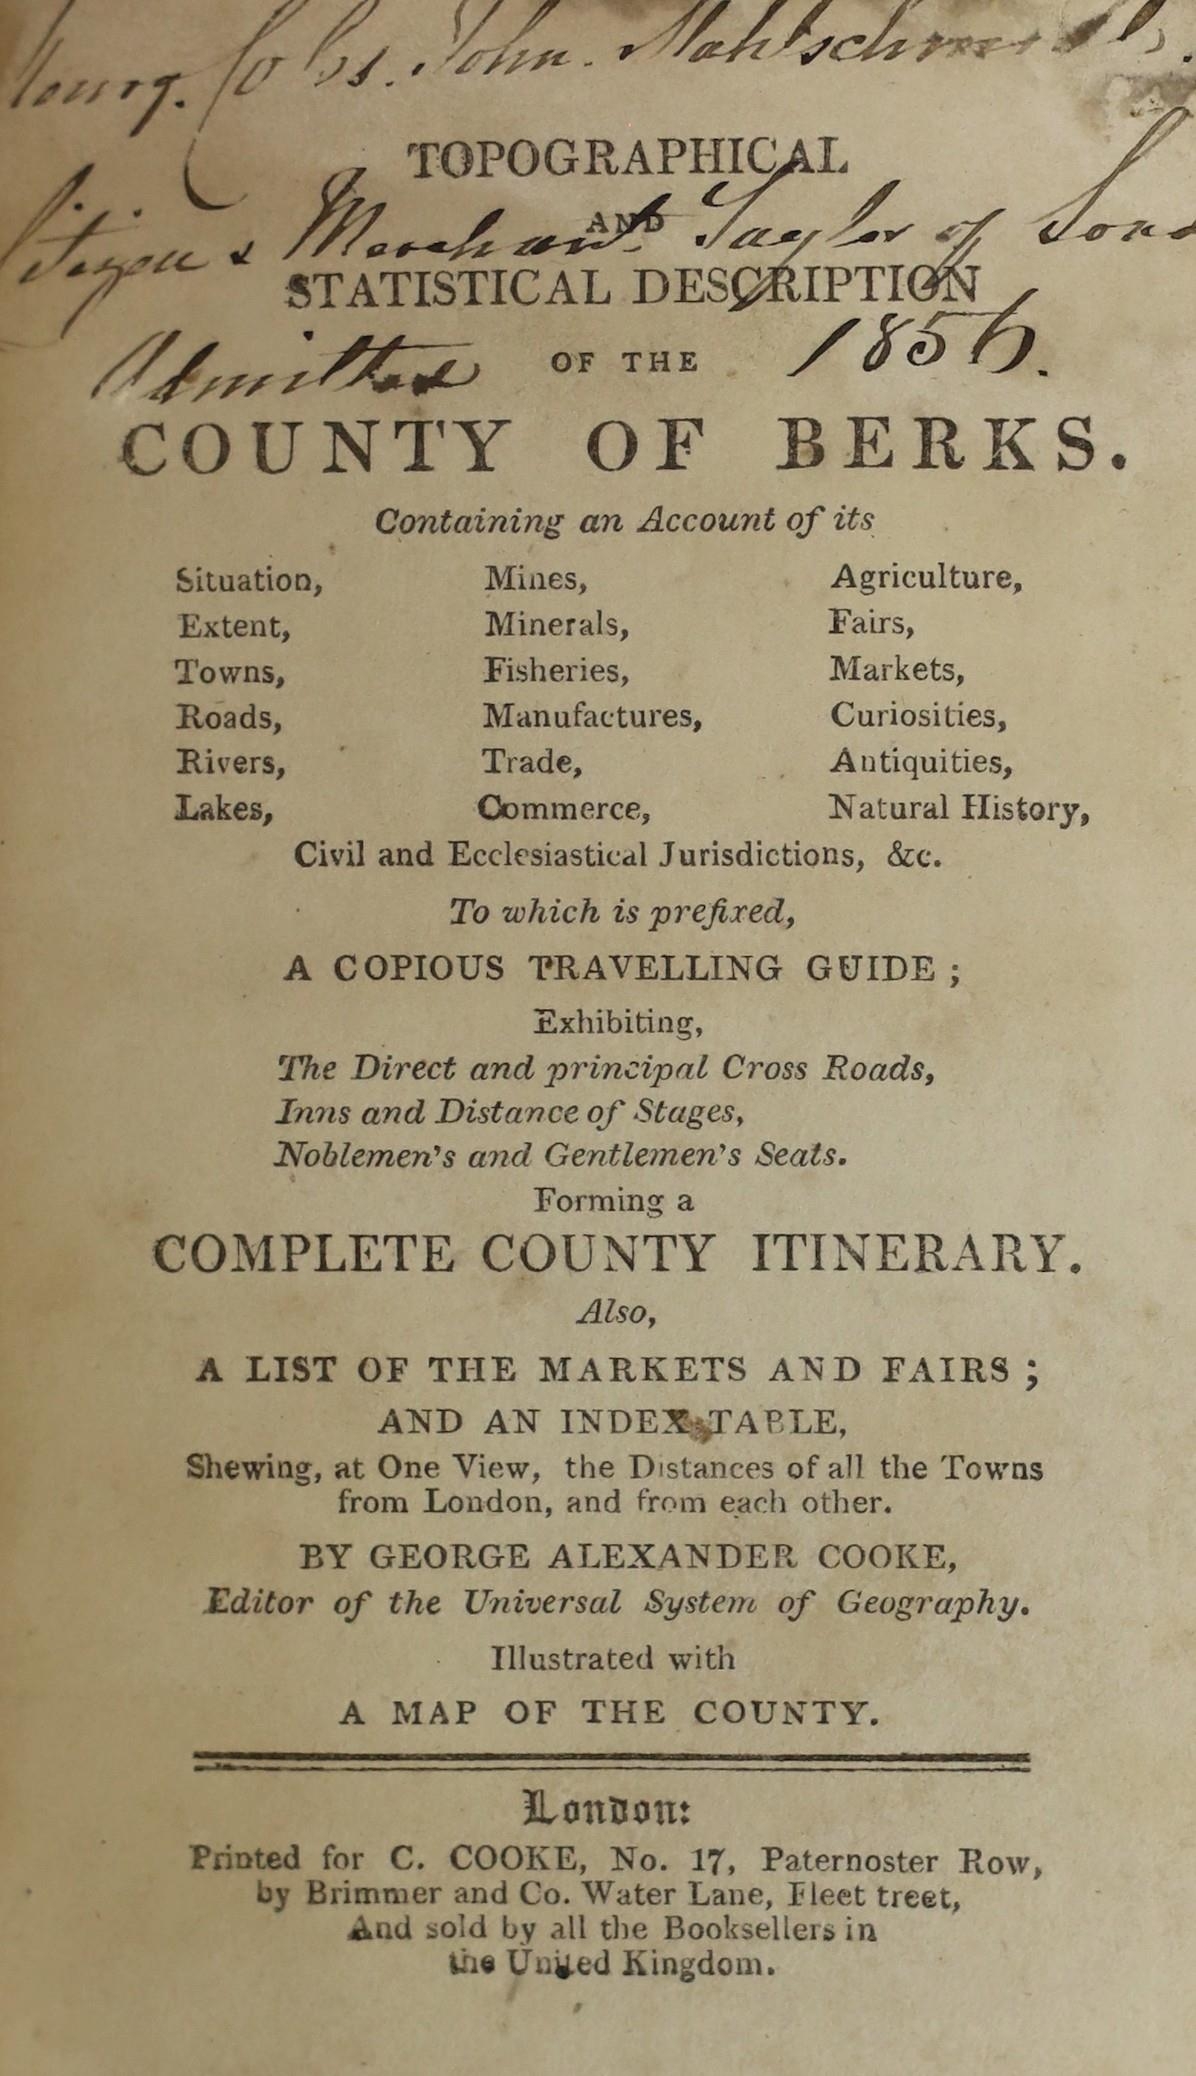 John.
TOPOGRAPHICAL
AND
Merchant Taylor of
STATISTICAL DESCRIPTION
Admitted OF THE 1856.
COUNTY OF BERKS.
Containing an Account of its
Situation, Mines, Agriculture,
Extent, Minerals, Fairs,
Towns, Fisheries, Markets,
Roads, Manufactures, Curiosities,
Rivers, Trade, Antiquities,
Lakes, Commerce, Natural History,
Civil and Ecclesiastical Jurisdictions, &c.
To which is prefixed,
A COPIOUS TRAVELLING GUIDE;
Exhibiting,
The Direct and principal Cross Roads,
Inns and Distance of Stages,
Noblemen's and Gentlemen's Seats.
Forming a
COMPLETE COUNTY ITINERARY.
Also,
A LIST OF THE MARKETS AND FAIRS;
AND AN INDEX TABLE,
Shewing, at One View, the Distances of all the Towns
from London, and from each other.
BY GEORGE ALEXANDER COOKE,
Editor of the Universal System of Geography.
Illustrated with
A MAP OF THE COUNTY.
London:
Printed for C. COOKE, No. 17, Paternoster Row,
by Brimmer and Co. Water Lane, Fleet treet,
And sold by all the Booksellers in
the United Kingdom.